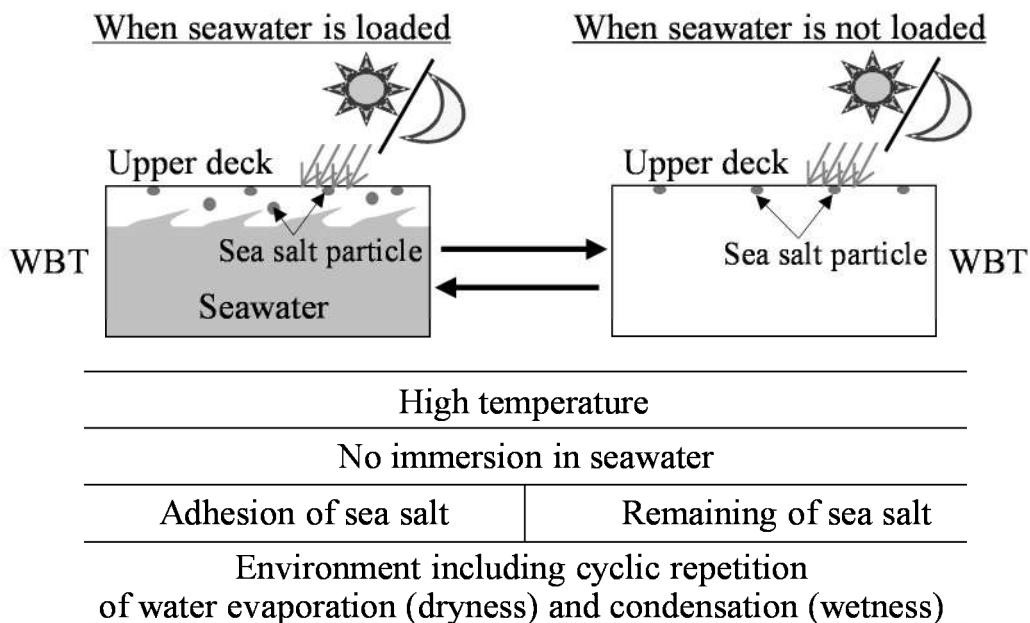 When seawater is loaded
When seawater is not loaded
Upper deck
Upper deck
Sea salt particle
Sea salt particle
WBT
WBT
Seawater
High temperature
No immersion in seawater
Adhesion of sea salt
Remaining of sea salt
Environment including cyclic repetition
of water evaporation (dryness) and condensation (wetness)